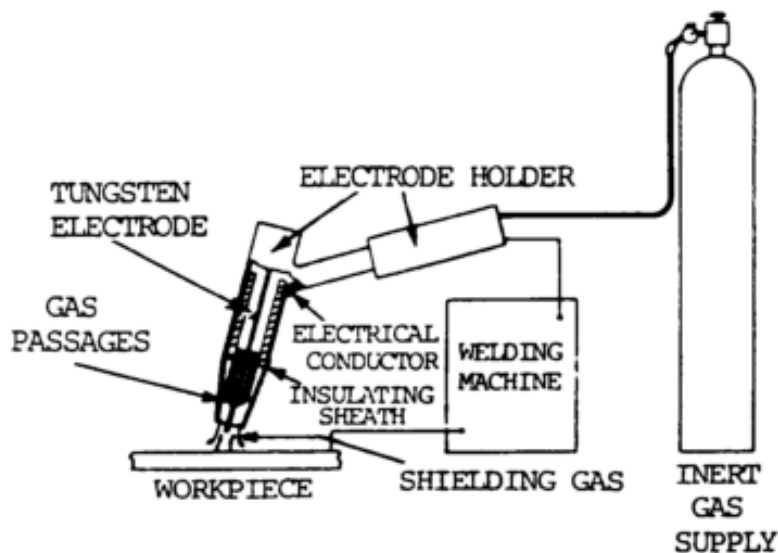 ELECTRODE HOLDER
TUNGSTEN
ELECTRODE
GAS
PASSAGES
ELECTRICAL
CONDUCTOR
INSULATING
SHEATH
WELDING
MACHINE
WORKPIECE
SHIELDING GAS
INERT
GAS
SUPPLY